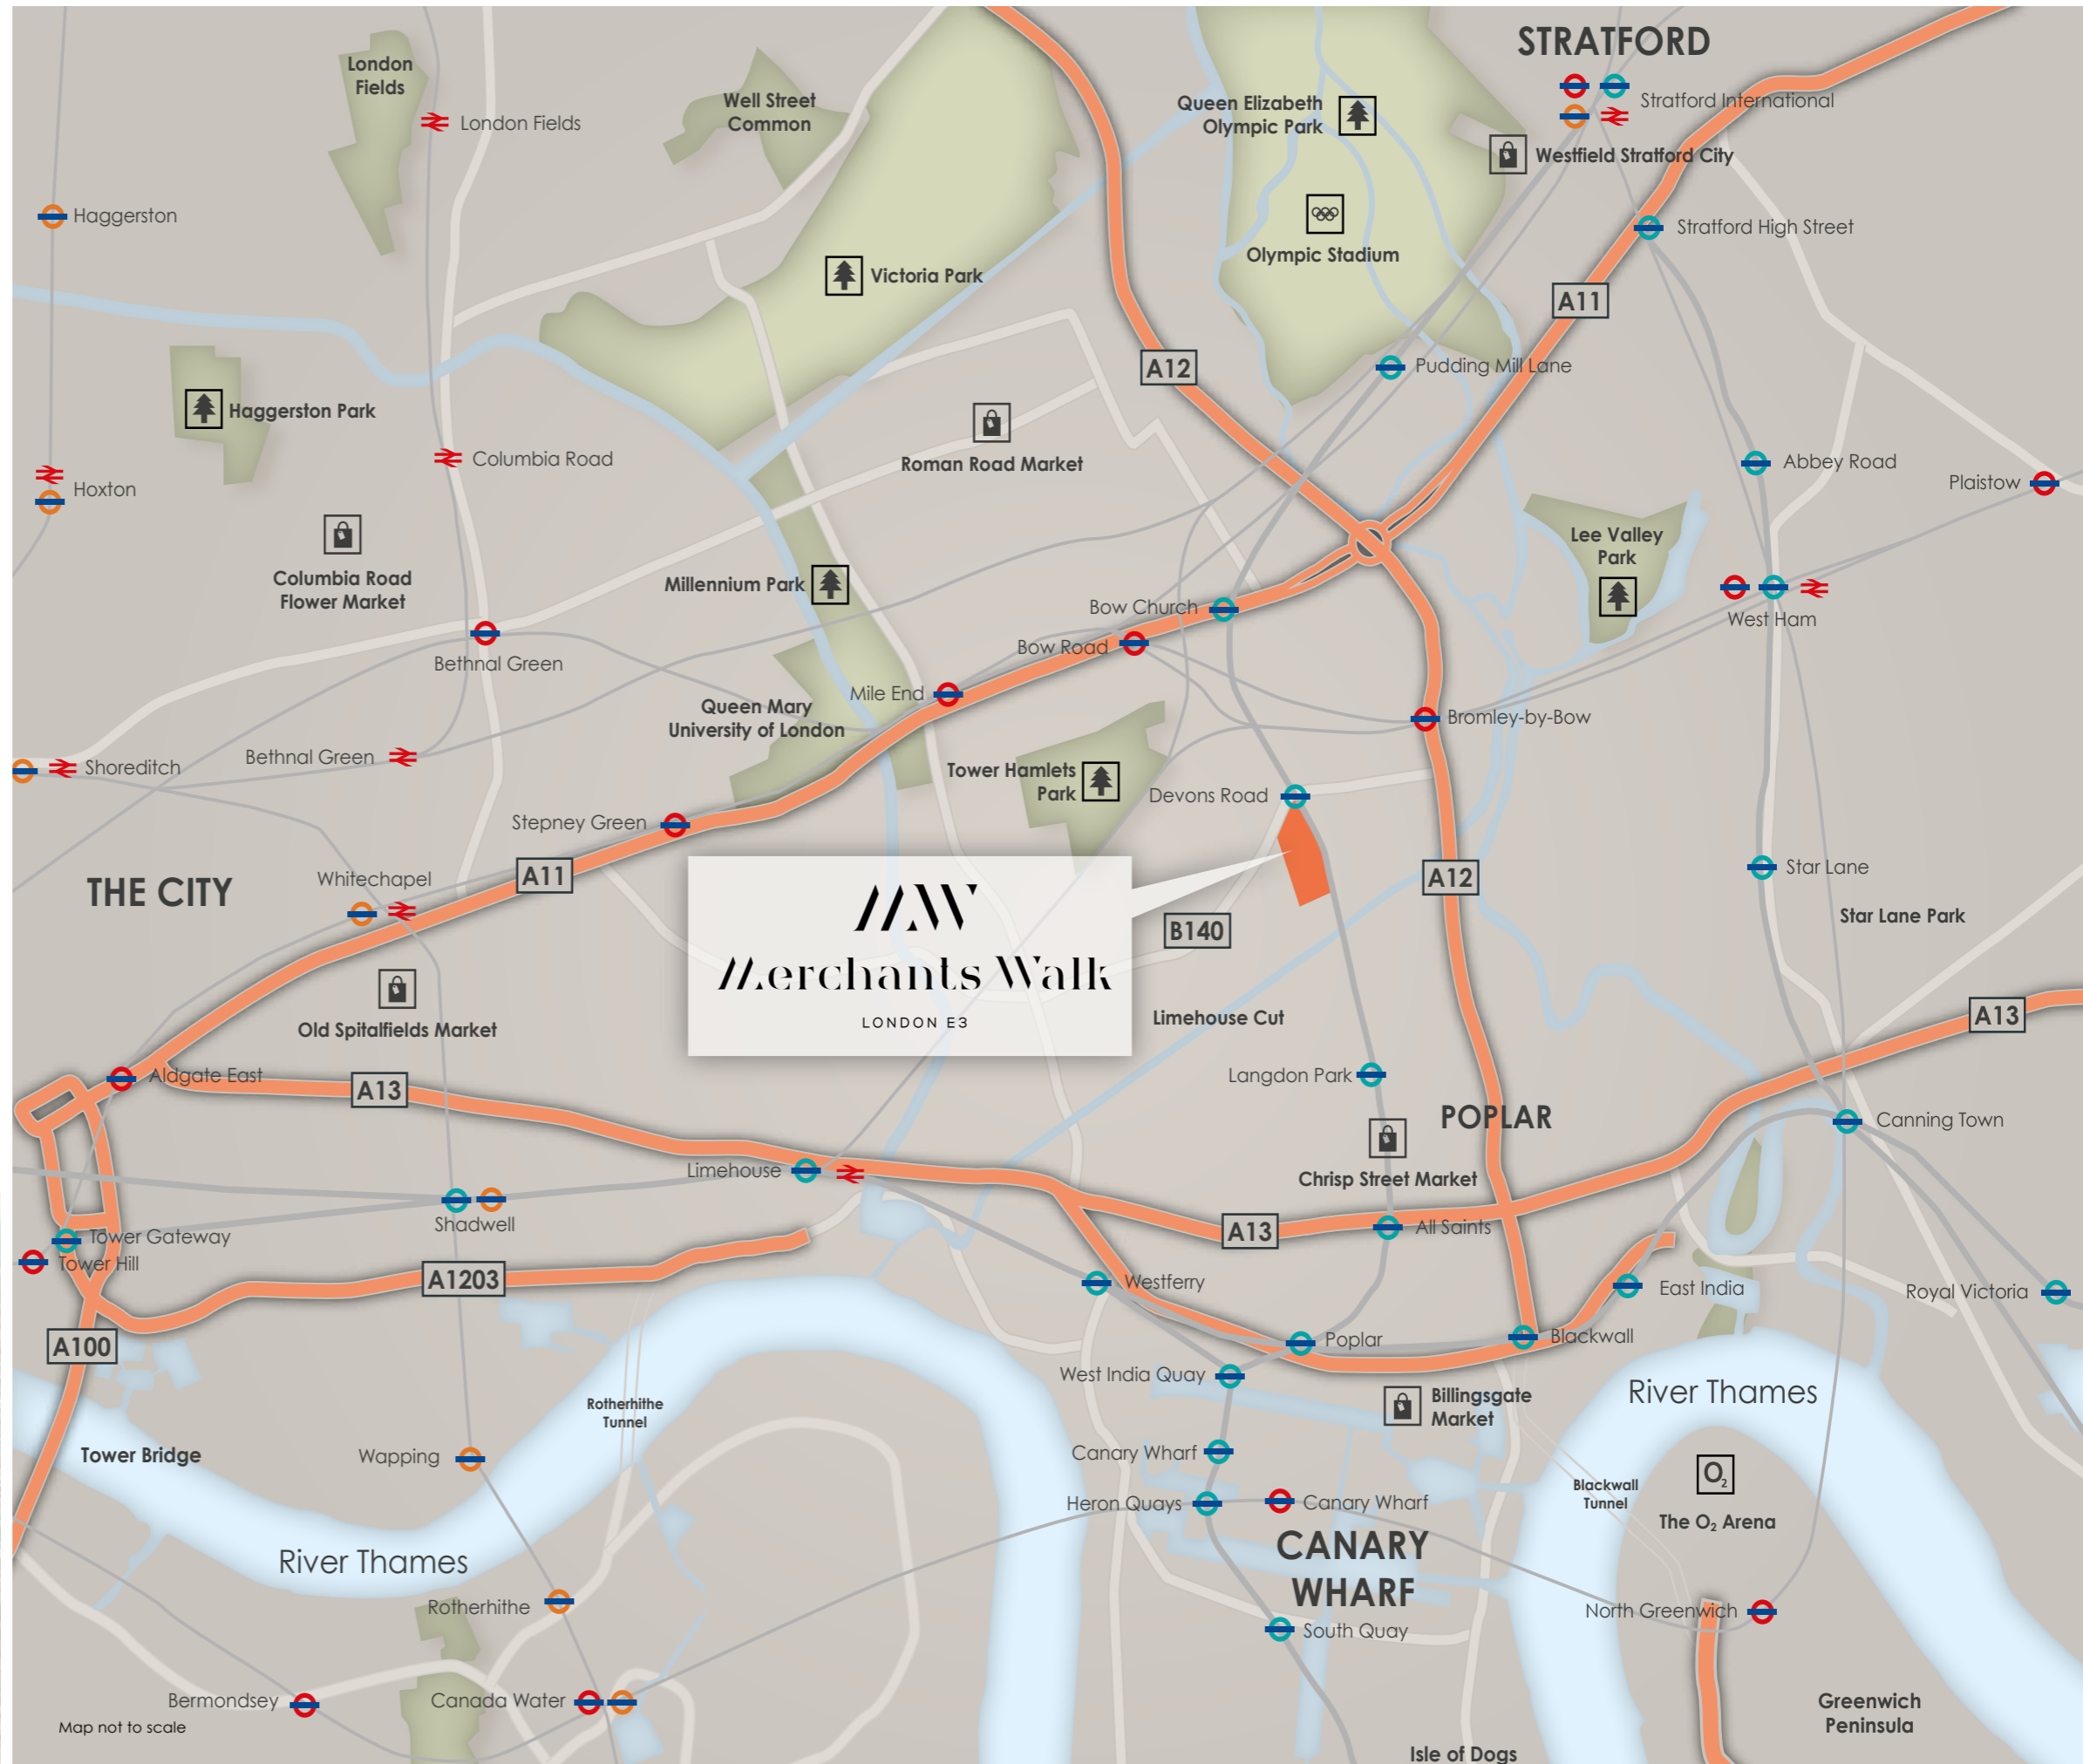 STRATFORD
London
Fields
London Fields
Well Street
Common
Queen Elizabeth
Olympic Park
Stratford International
Westfield Stratford City
Haggerston
Stratford High Street
Olympic Stadium
Victoria Park
A11
A12
Pudding Mill Lane
Haggerston Park
Roman Road Market
Columbia Road
Abbey Road
Plaistow
Hoxton
Columbia Road
Flower Market
Millennium Park
Lee Valley
Park
Bow Church
West Ham
Bow Road
Bethnal Green
Mile End
Queen Mary
University of London
Bromley-by-Bow
Bethnal Green
Shoreditch
Tower Hamlets
Park
Devons Road
Stepney Green
THE CITY
Whitechapel
A11
A12
Star Lane
Star Lane Park
MW
Merchants Walk
LONDON E3
B140
Old Spitalfields Market
Limehouse Cut
A13
Aldgate East
A13
Langdon Park
POPLAR
Canning Town
Limehouse
Chrisp Street Market
Shadwell
A13
All Saints
Tower Gateway
Tower Hill
A1203
Westferry
East India
Royal Victoria
A100
Poplar
Blackwall
West India Quay
Billingsgate
Market
River Thames
Rotherhithe
Tunnel
Tower Bridge
Wapping
Canary Wharf
O2
Blackwall
Tunnel
Heron Quays
Canary Wharf
The O2 Arena
CANARY
WHARF
River Thames
Rotherhithe
North Greenwich
South Quay
Bermondsey
Canada Water
Greenwich
Peninsula
Map not to scale
Isle of Dogs